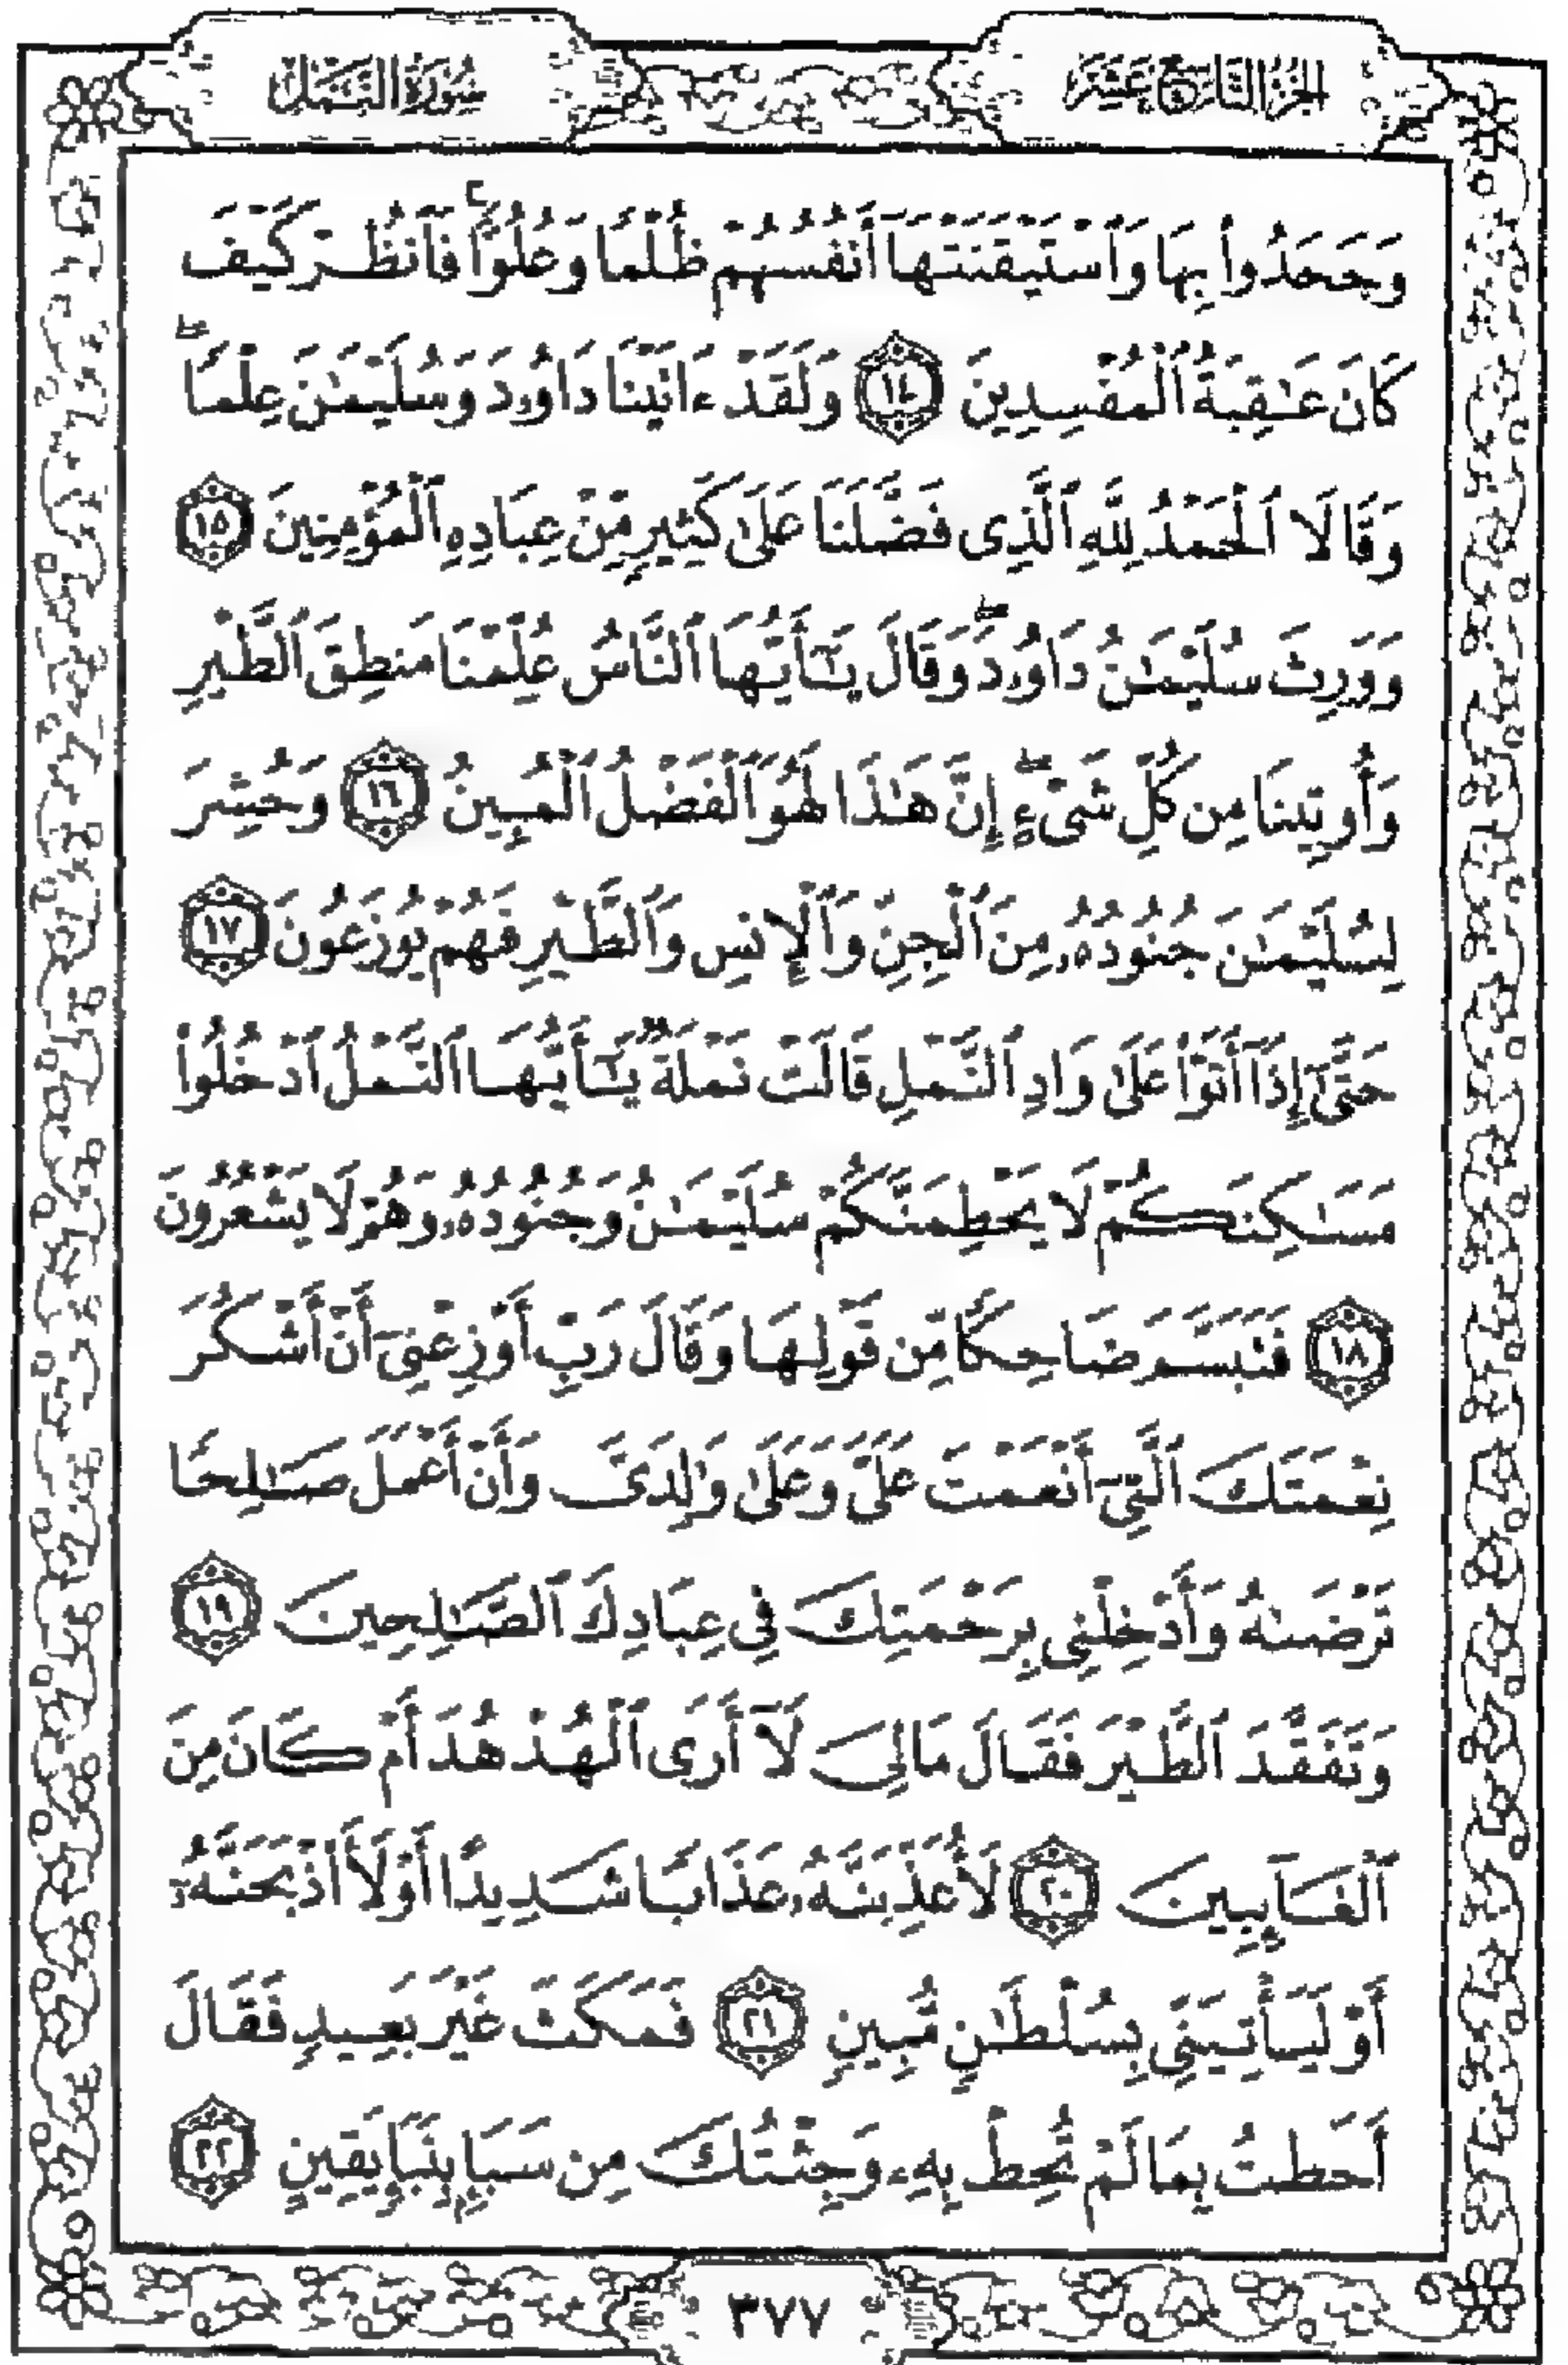 الجزء التاسع عشر
سورة النمل
وَجَحَدُوا۟ بِهَا وَٱسْتَيْقَنَتْهَآ أَنفُسُهُمْ ظُلْمًا وَعُلُوًّا ۚ فَٱنظُرْ كَيْفَ
كَانَ عَـٰقِبَةُ ٱلْمُفْسِدِينَ ١٤ وَلَقَدْ ءَاتَيْنَا دَاوُۥدَ وَسُلَيْمَـٰنَ عِلْمًا ۖ
وَقَالَا ٱلْحَمْدُ لِلَّهِ ٱلَّذِى فَضَّلَنَا عَلَىٰ كَثِيرٍ مِّنْ عِبَادِهِ ٱلْمُؤْمِنِينَ ١٥
وَوَرِثَ سُلَيْمَـٰنُ دَاوُۥدَ ۖ وَقَالَ يَـٰٓأَيُّهَا ٱلنَّاسُ عُلِّمْنَا مَنطِقَ ٱلطَّيْرِ
وَأُوتِينَا مِن كُلِّ شَىْءٍ ۖ إِنَّ هَـٰذَا لَهُوَ ٱلْفَضْلُ ٱلْمُبِينُ ١٦ وَحُشِرَ
لِسُلَيْمَـٰنَ جُنُودُهُۥ مِنَ ٱلْجِنِّ وَٱلْإِنسِ وَٱلطَّيْرِ فَهُمْ يُوزَعُونَ ١٧
حَتَّىٰٓ إِذَآ أَتَوْا۟ عَلَىٰ وَادِ ٱلنَّمْلِ قَالَتْ نَمْلَةٌ يَـٰٓأَيُّهَا ٱلنَّمْلُ ٱدْخُلُوا۟
مَسَـٰكِنَكُمْ لَا يَحْطِمَنَّكُمْ سُلَيْمَـٰنُ وَجُنُودُهُۥ وَهُمْ لَا يَشْعُرُونَ
١٨ فَتَبَسَّمَ ضَاحِكًا مِّن قَوْلِهَا وَقَالَ رَبِّ أَوْزِعْنِىٓ أَنْ أَشْكُرَ
نِعْمَتَكَ ٱلَّتِىٓ أَنْعَمْتَ عَلَىَّ وَعَلَىٰ وَٰلِدَىَّ وَأَنْ أَعْمَلَ صَـٰلِحًا
تَرْضَىٰهُ وَأَدْخِلْنِى بِرَحْمَتِكَ فِى عِبَادِكَ ٱلصَّـٰلِحِينَ ١٩
وَتَفَقَّدَ ٱلطَّيْرَ فَقَالَ مَالِىَ لَآ أَرَى ٱلْهُدْهُدَ أَمْ كَانَ مِنَ
ٱلْغَآئِبِينَ ٢٠ لَأُعَذِّبَنَّهُۥ عَذَابًا شَدِيدًا أَوْ لَأَا۟ذْبَحَنَّهُۥٓ
أَوْ لَيَأْتِيَنِّى بِسُلْطَـٰنٍ مُّبِينٍ ٢١ فَمَكَثَ غَيْرَ بَعِيدٍ فَقَالَ
أَحَطتُ بِمَا لَمْ تُحِطْ بِهِۦ وَجِئْتُكَ مِن سَبَإٍۭ بِنَبَإٍ يَقِينٍ ٢٢
٣٧٧